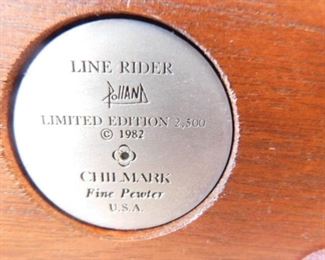 LINE RIDER
Polland
LIMITED EDITION 2,500
© 1982
CHILMARK
Fine Pewter
U.S.A.